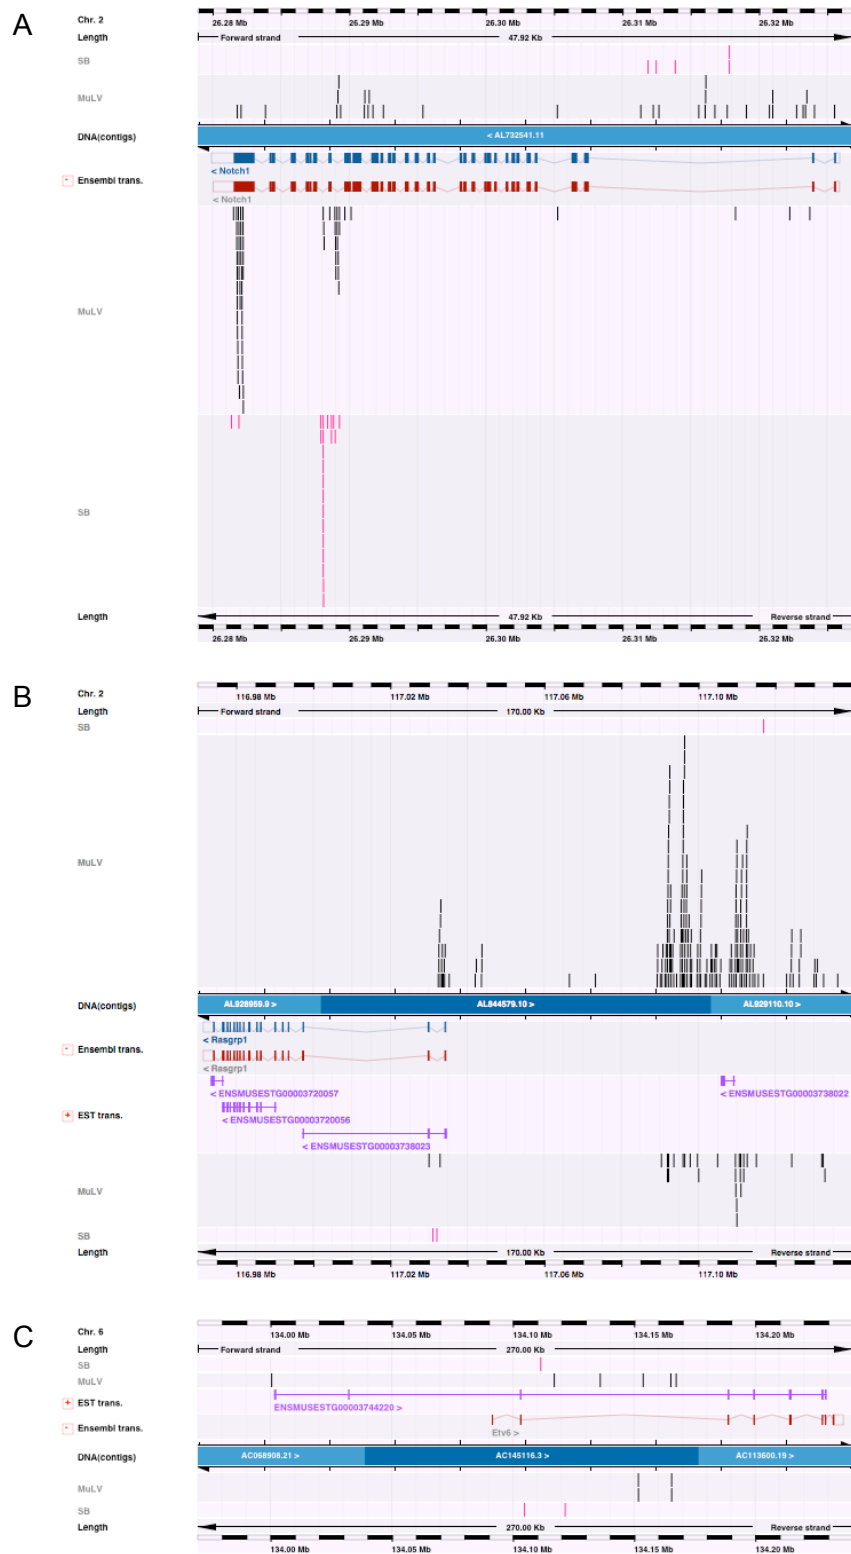 A
Chr. 2
26.28 Mb 26.29 Mb 26.30 Mb 26.31 Mb 26.32 Mb
Length Forward strand 47.92 Kb
SB
MuLV
DNA(contigs) < AL732541.11
< Notch1
- Ensembl trans.
< Notch1
MuLV
SB
Length 47.92 Kb Reverse strand
26.28 Mb 26.29 Mb 26.30 Mb 26.31 Mb 26.32 Mb
B
Chr. 2
116.98 Mb 117.02 Mb 117.06 Mb 117.10 Mb
Length Forward strand 170.00 Kb
SB
MuLV
DNA(contigs) AL928959.9 > AL844579.10 > AL929110.10 >
< Rasgrp1
- Ensembl trans.
< Rasgrp1
< ENSMUSESTG00003720057 < ENSMUSESTG00003738022
+ EST trans.
< ENSMUSESTG00003720056
< ENSMUSESTG00003738023
MuLV
SB
Length 170.00 Kb Reverse strand
116.98 Mb 117.02 Mb 117.06 Mb 117.10 Mb
C
Chr. 6
134.00 Mb 134.05 Mb 134.10 Mb 134.15 Mb 134.20 Mb
Length Forward strand 270.00 Kb
SB
MuLV
+ EST trans.
ENSMUSESTG00003744220 >
- Ensembl trans.
Etv6 >
DNA(contigs) AC068908.21 > AC145116.3 > AC113600.19 >
MuLV
SB
Length 270.00 Kb Reverse strand
134.00 Mb 134.05 Mb 134.10 Mb 134.15 Mb 134.20 Mb